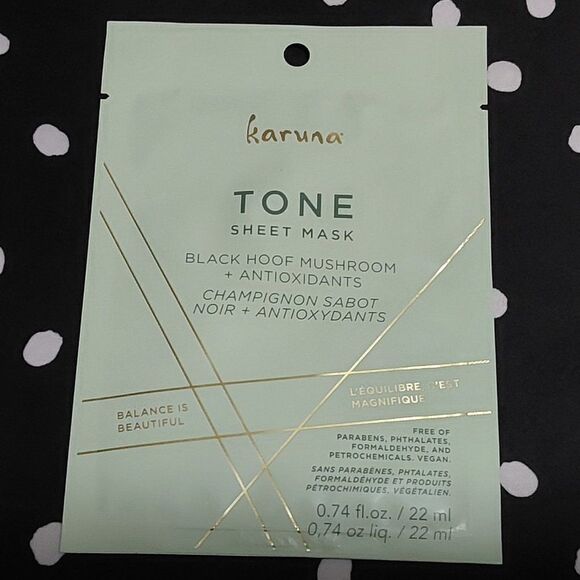 karuna
TONE
SHEET MASK
BLACK HOOF MUSHROOM
+ ANTIOXIDANTS
CHAMPIGNON SABOT
NOIR + ANTIOXYDANTS
BALANCE IS
BEAUTIFUL
L'ÉQUILIBRE, C'EST
MAGNIFIQUE
FREE OF
PARABENS, PHTHALATES,
FORMALDEHYDE, AND
PETROCHEMICALS. VEGAN.
SANS PARABÈNES, PHTALATES,
FORMALDÉHYDE ET PRODUITS
PÉTROCHIMIQUES, VÉGÉTALIEN.
0.74 fl.oz. / 22 ml
0,74 oz liq. / 22 ml